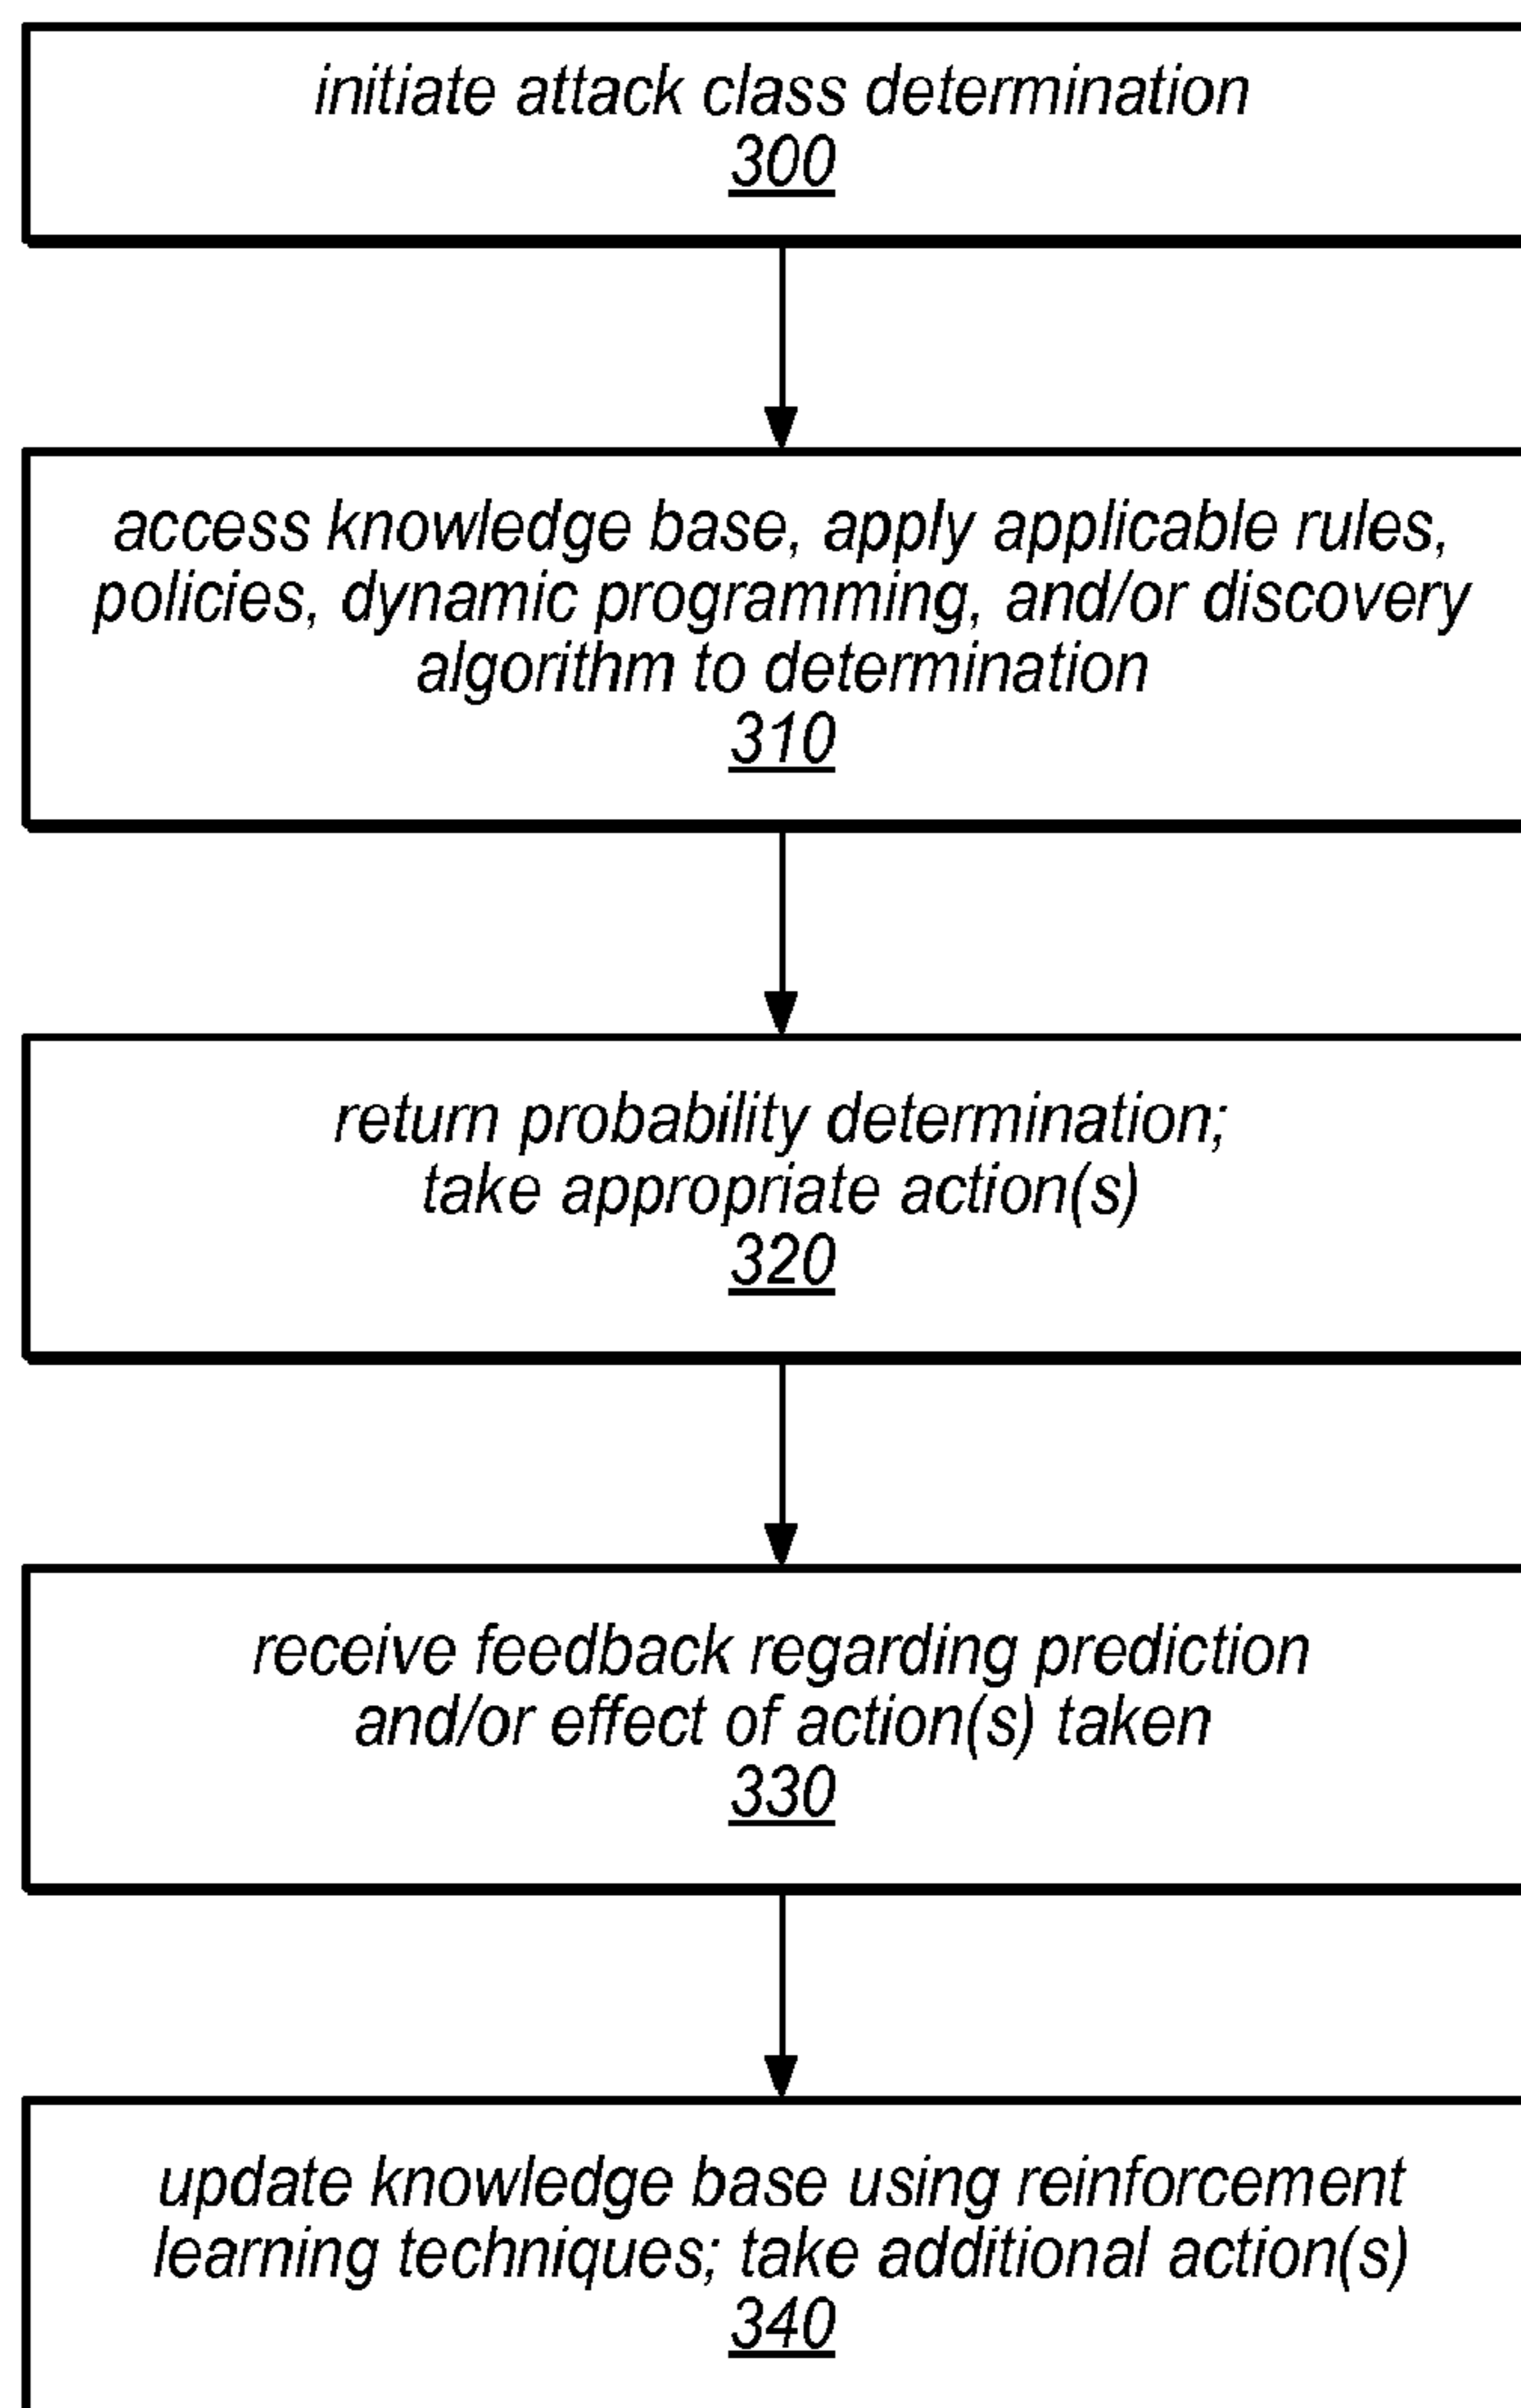 initiate attack class determination
300
access knowledge base, apply applicable rules,
policies, dynamic programming, and/or discovery
algorithm to determination
310
return probability determination;
take appropriate action(s)
320
receive feedback regarding prediction
and/or effect of action(s) taken
330
update knowledge base using reinforcement
learning techniques; take additional action(s)
340